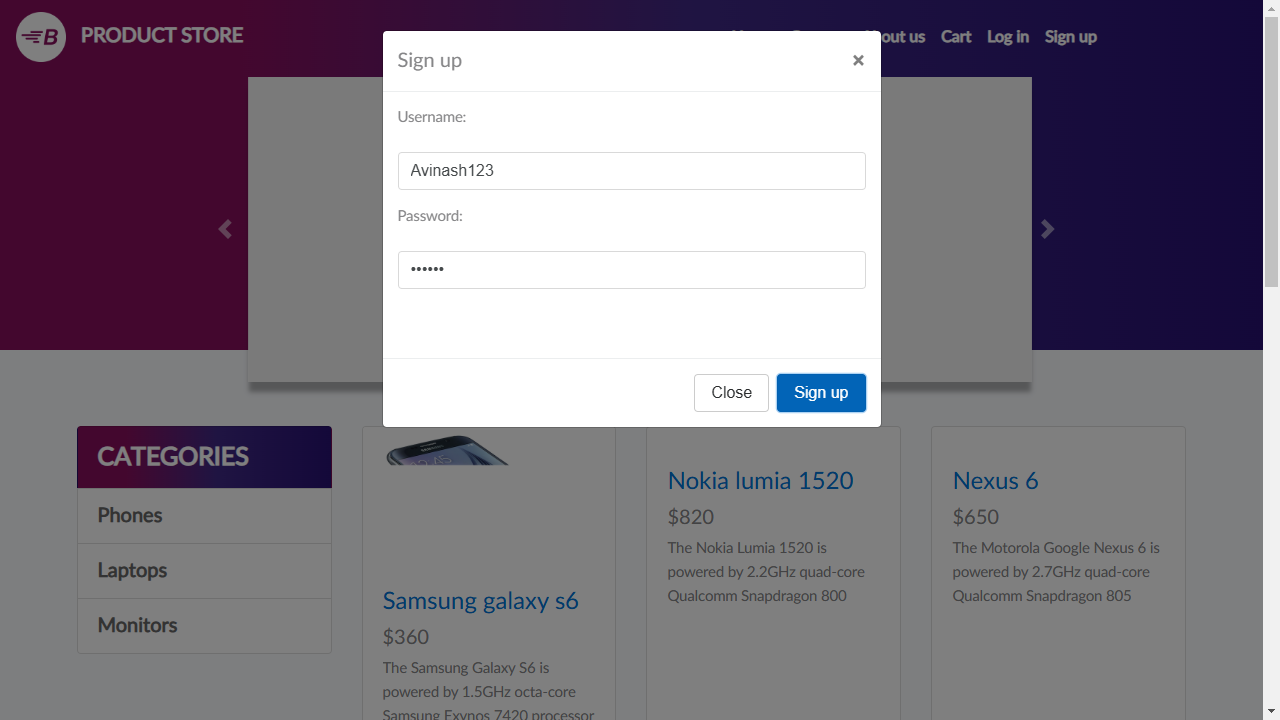 PRODUCT STORE
out us Cart Log in Sign up
Sign up
×
Username:
Avinash123
Password:
••••••
Close Sign up
CATEGORIES
Phones
Laptops
Monitors
Samsung galaxy s6
$360
The Samsung Galaxy S6 is
powered by 1.5GHz octa-core
Samsung Exynos 7420 processor
Nokia lumia 1520
$820
The Nokia Lumia 1520 is
powered by 2.2GHz quad-core
Qualcomm Snapdragon 800
Nexus 6
$650
The Motorola Google Nexus 6 is
powered by 2.7GHz quad-core
Qualcomm Snapdragon 805